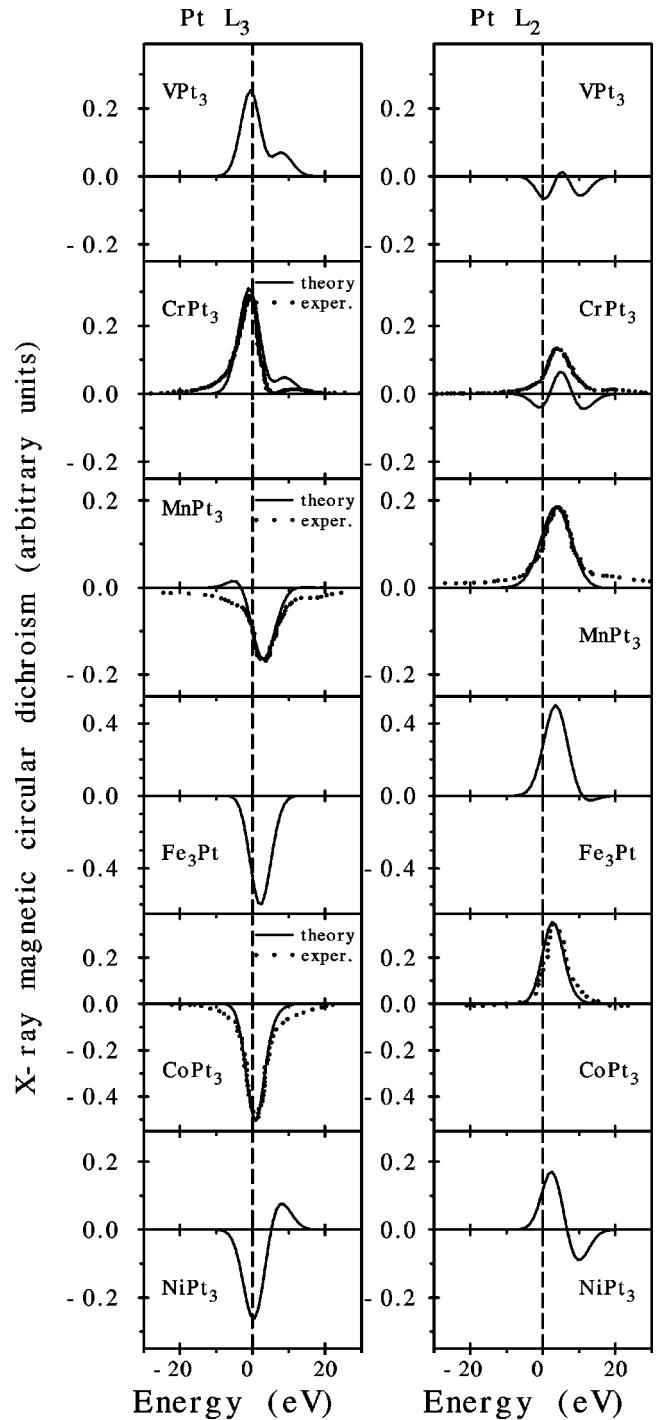 Pt L3
Pt L2
X-ray magnetic circular dichroism (arbitrary units)
0.2
0.0
-0.2
VPt3
0.2
0.0
-0.2
VPt3
0.2
0.0
-0.2
CrPt3
theory
exper.
0.2
0.0
-0.2
CrPt3
0.2
0.0
-0.2
MnPt3
theory
exper.
0.2
0.0
-0.2
MnPt3
0.4
0.0
-0.4
Fe3Pt
0.4
0.0
-0.4
Fe3Pt
0.2
0.0
-0.2
-0.4
CoPt3
theory
exper.
0.2
0.0
-0.2
-0.4
CoPt3
0.2
0.0
-0.2
NiPt3
0.2
0.0
-0.2
NiPt3
-20 0 20
-20 0 20
Energy (eV)
Energy (eV)